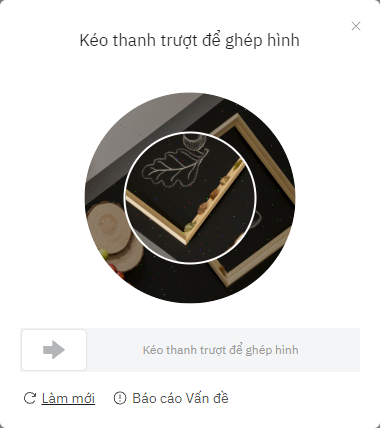 Kéo thanh trượt để ghép hình
Kéo thanh trượt để ghép hình
Làm mới
Báo cáo Vấn đề